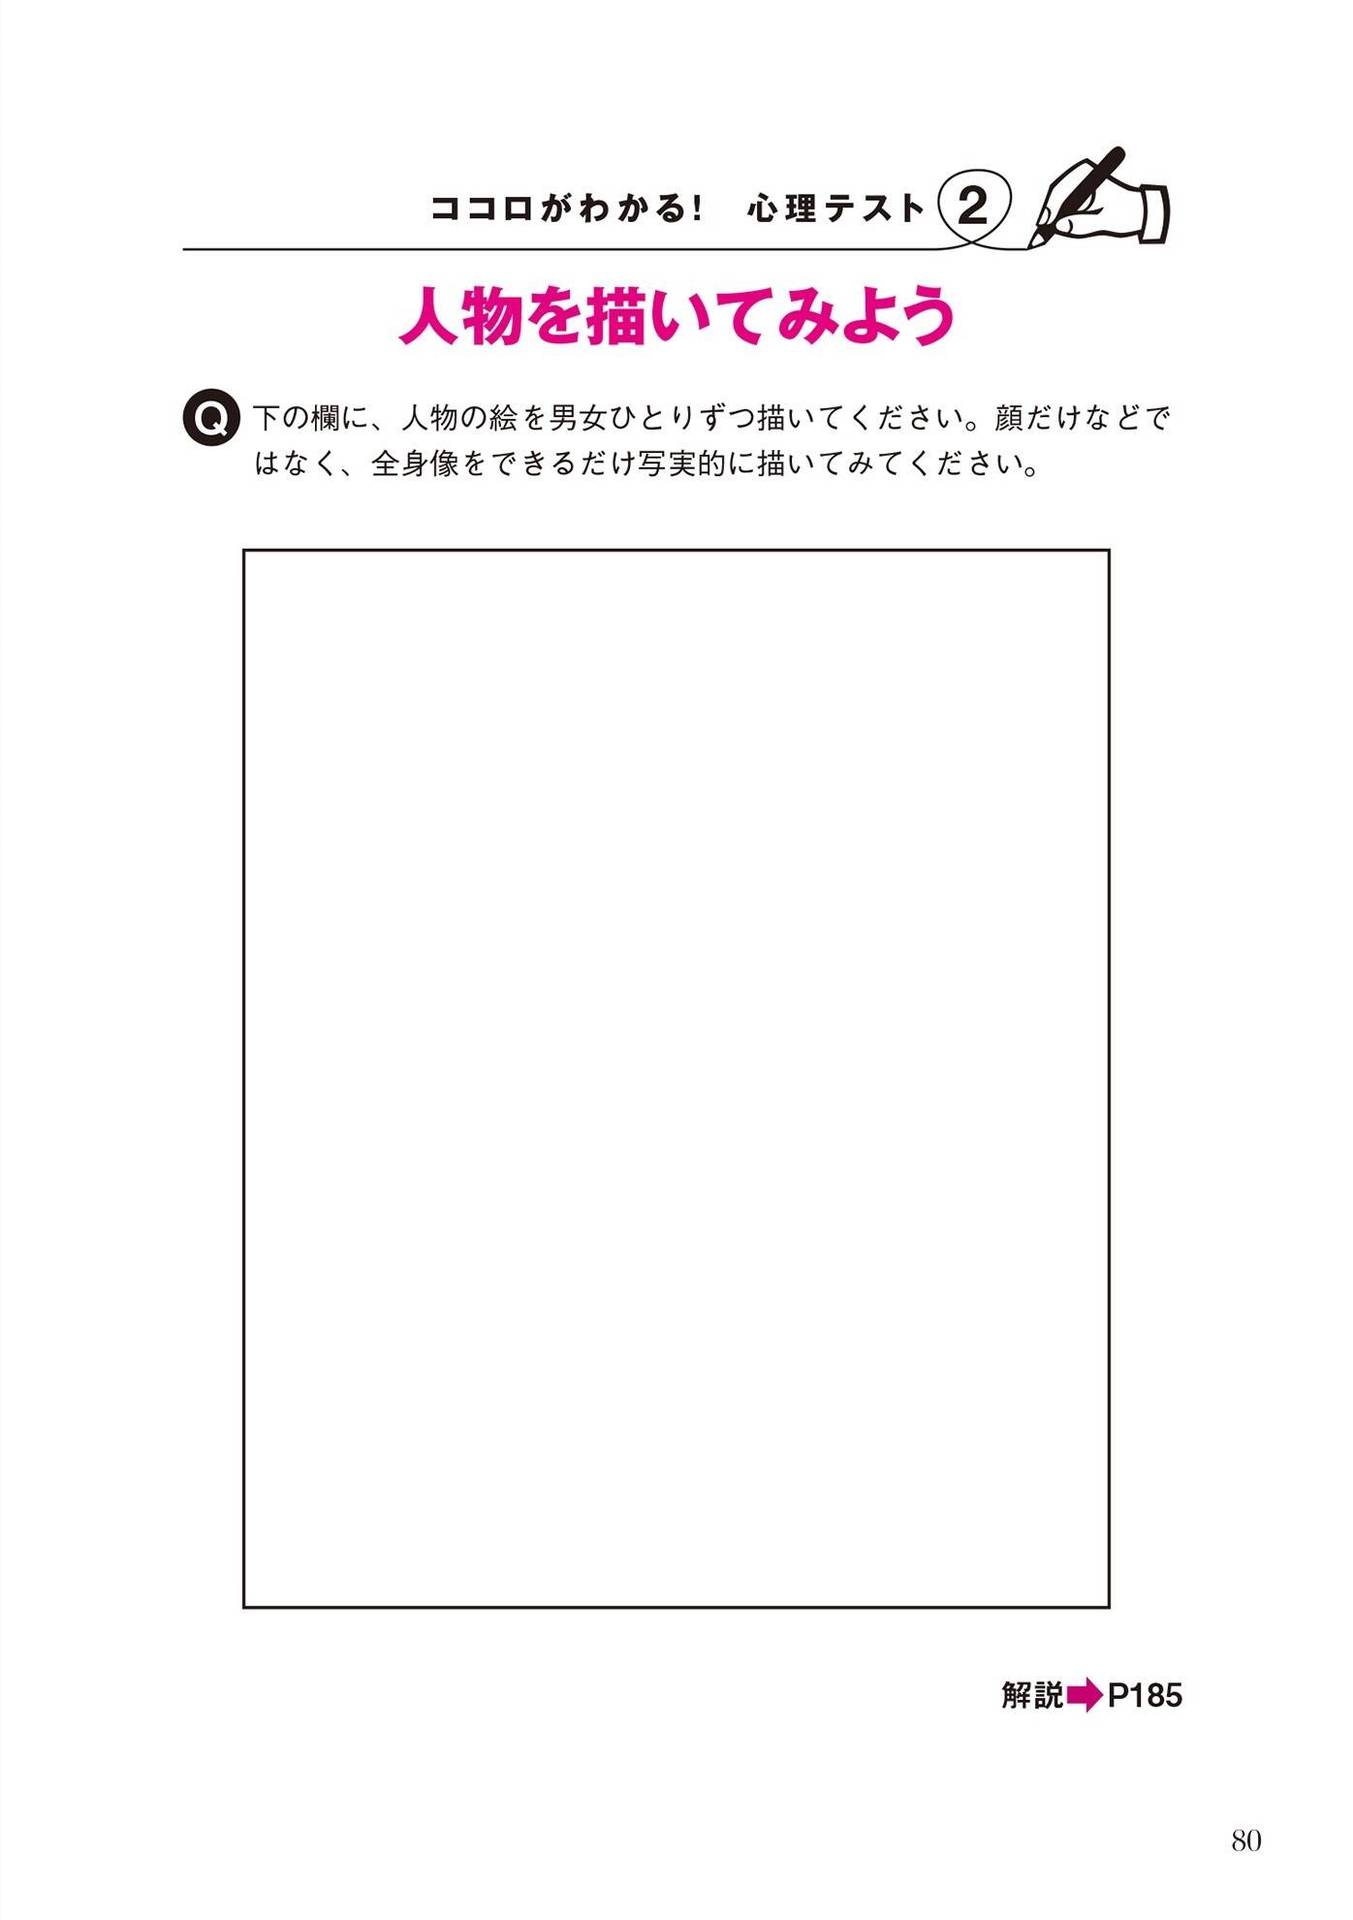 ココロがわかる！ 心理テスト 2
人物を描いてみよう
Q 下の欄に、人物の絵を男女ひとりずつ描いてください。顔だけなどで
はなく、全身像をできるだけ写実的に描いてみてください。
解説➡P185
80